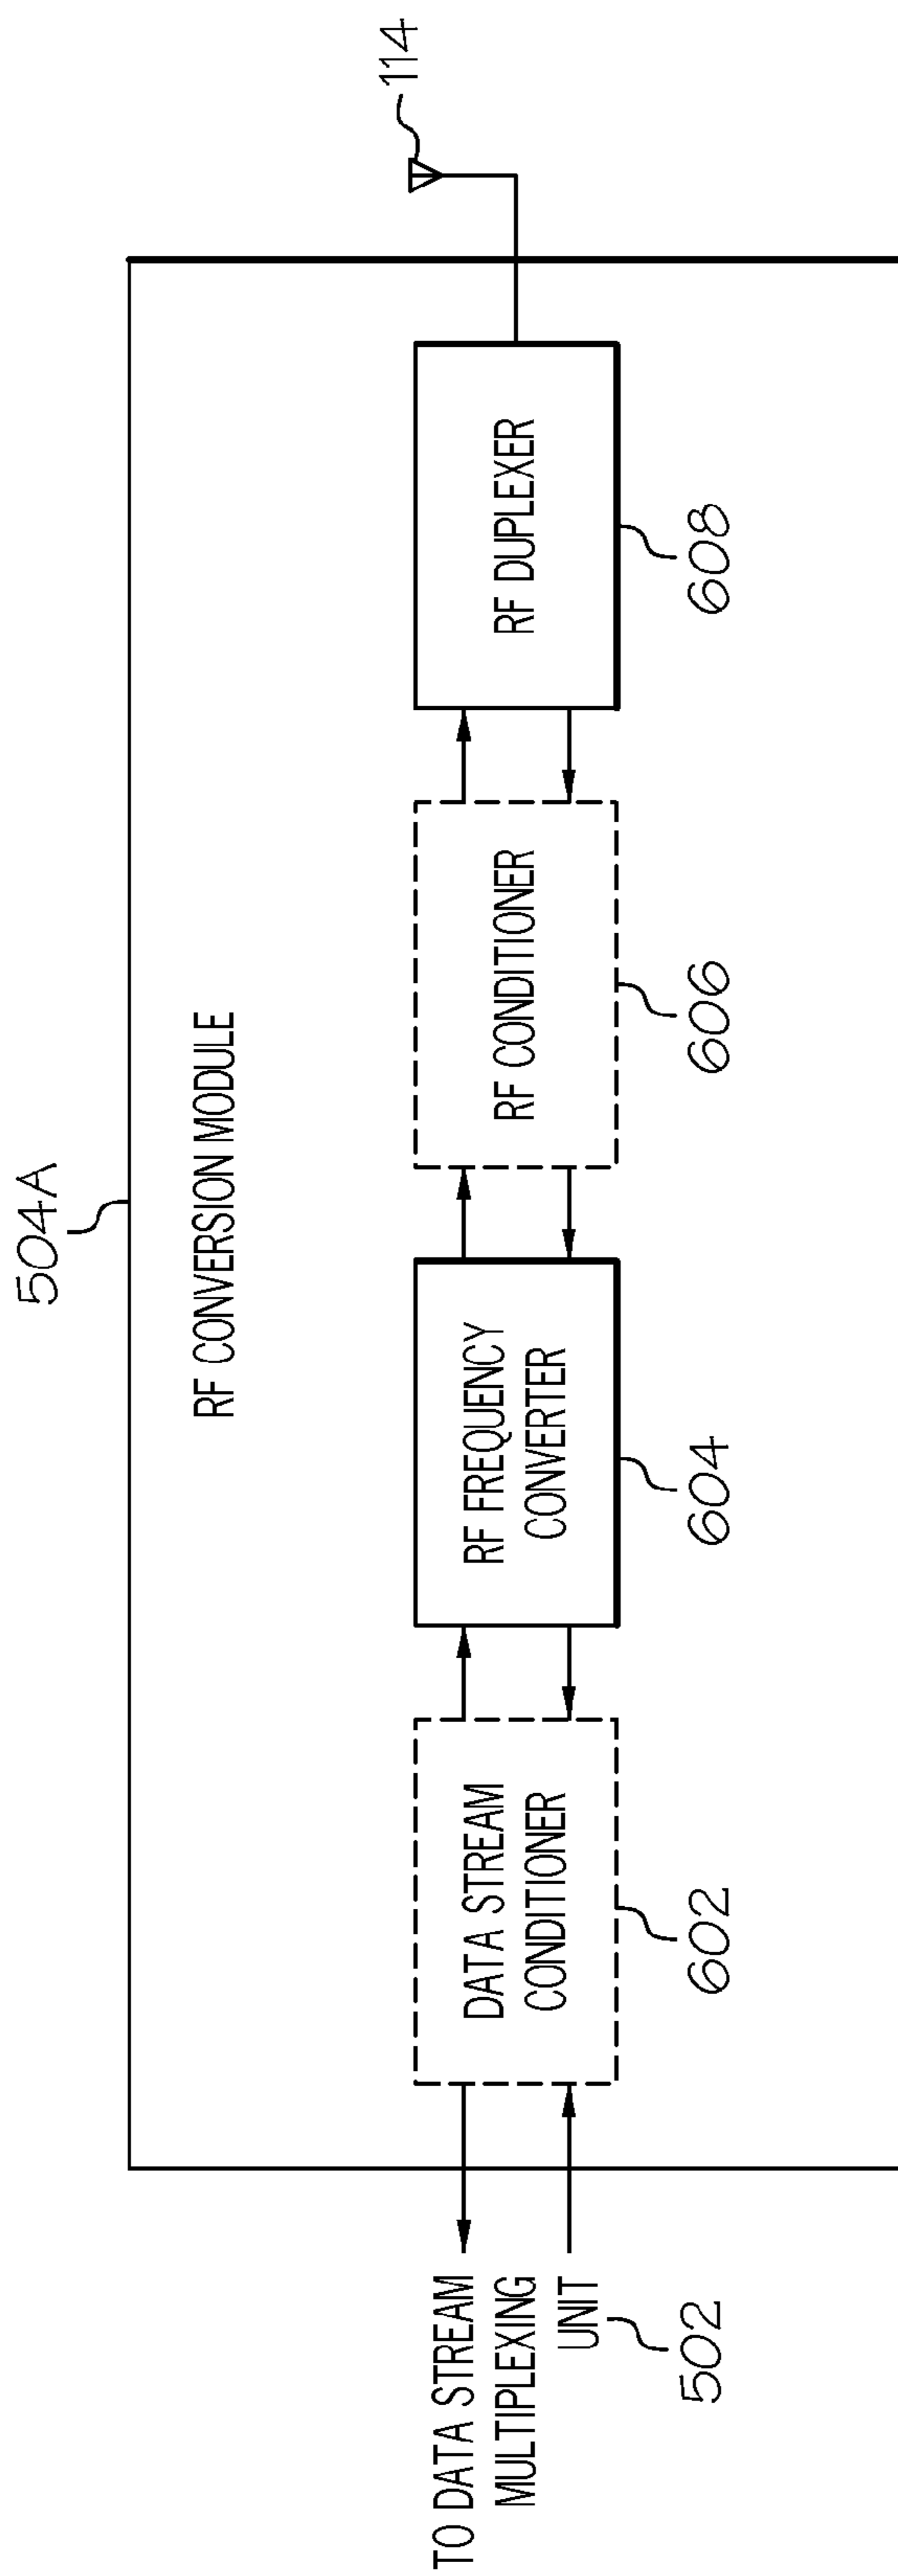 504A
RF CONVERSION MODULE
114
TO DATA STREAM
MULTIPLEXING
UNIT
502
DATA STREAM
CONDITIONER
602
RF FREQUENCY
CONVERTER
604
RF CONDITIONER
606
RF DUPLEXER
608